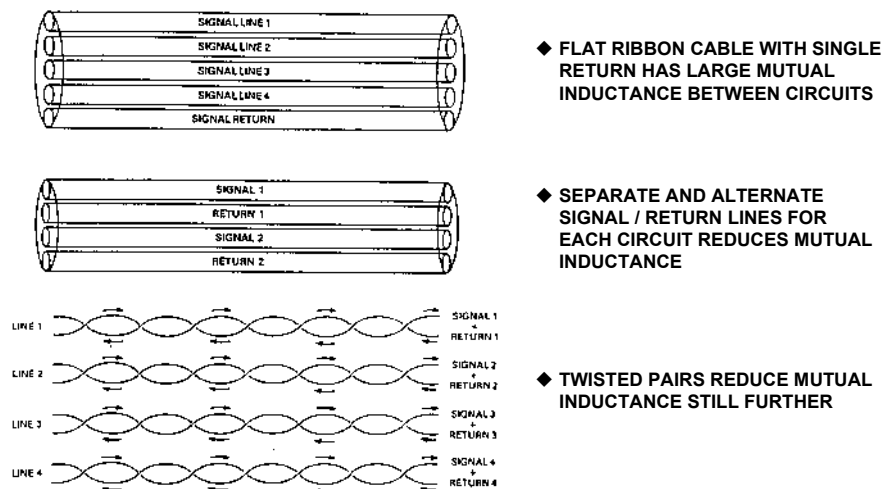 SIGNAL LINE 1
SIGNAL LINE 2
SIGNAL LINE 3
SIGNAL LINE 4
SIGNAL RETURN
◆ FLAT RIBBON CABLE WITH SINGLE
RETURN HAS LARGE MUTUAL
INDUCTANCE BETWEEN CIRCUITS
SIGNAL 1
RETURN 1
SIGNAL 2
RETURN 2
◆ SEPARATE AND ALTERNATE
SIGNAL / RETURN LINES FOR
EACH CIRCUIT REDUCES MUTUAL
INDUCTANCE
LINE 1
SIGNAL 1
+
RETURN 1
LINE 2
SIGNAL 2
+
RETURN 2
LINE 3
SIGNAL 3
+
RETURN 3
LINE 4
SIGNAL 4
+
RETURN 4
◆ TWISTED PAIRS REDUCE MUTUAL
INDUCTANCE STILL FURTHER